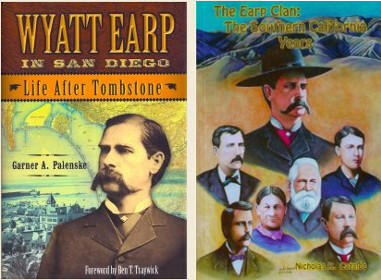 WYATT EARP
IN SAN DIEGO
Life After Tombstone
Garner A. Palenske
Foreword by Ben T. Traywick
The Earp Clan:
The Southern California
Years
Nicholas